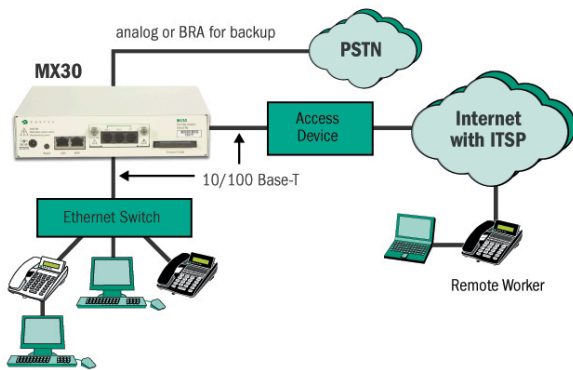 analog or BRA for backup
PSTN
MX30
Access
Device
Internet
with ITSP
10/100 Base-T
Ethernet Switch
Remote Worker